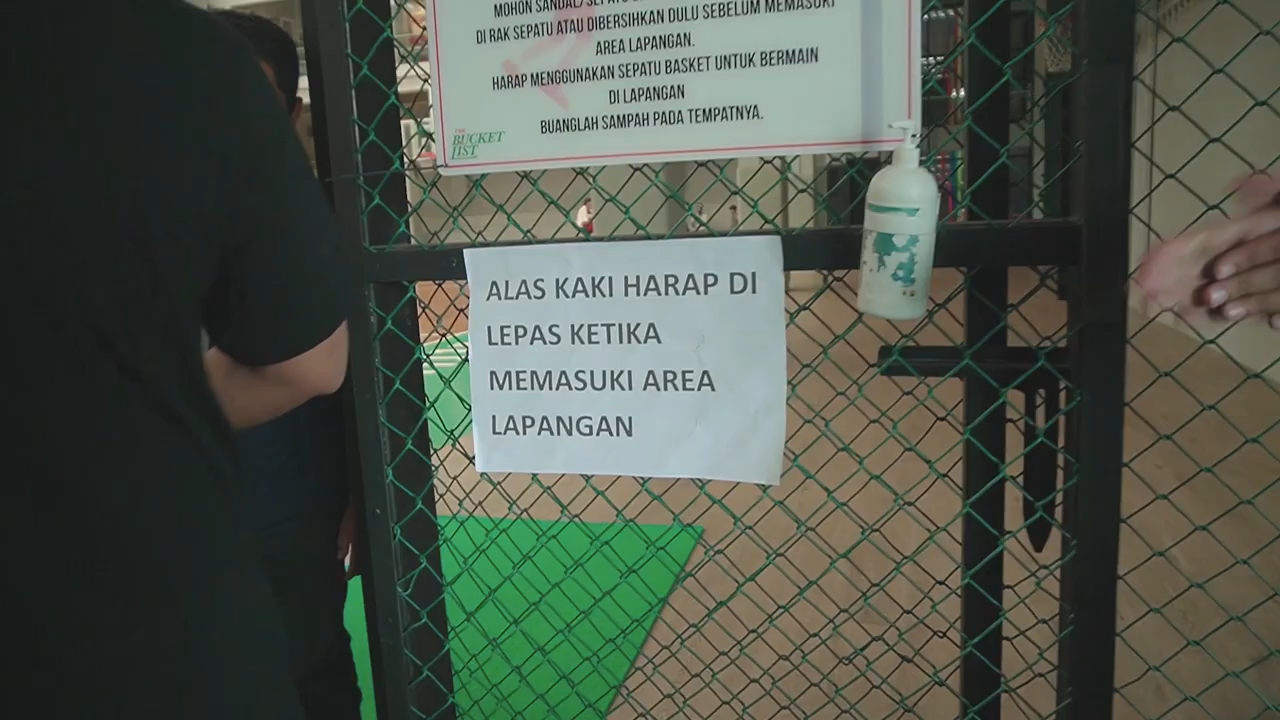 MOHON SANDAL/SEPATU
DI RAK SEPATU ATAU DIBERSIHKAN DULU SEBELUM MEMASUKI
AREA LAPANGAN.
HARAP MENGGUNAKAN SEPATU BASKET UNTUK BERMAIN
DI LAPANGAN
BUANGLAH SAMPAH PADA TEMPATNYA.
THE
BUCKET
LIST
ALAS KAKI HARAP DI
LEPAS KETIKA
MEMASUKI AREA
LAPANGAN